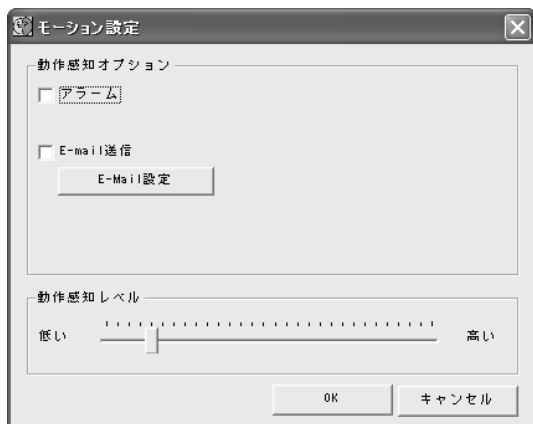 モーション設定
動作感知オプション
アラーム
E-mail送信
E-Mail設定
動作感知レベル
低い 高い
OK キャンセル